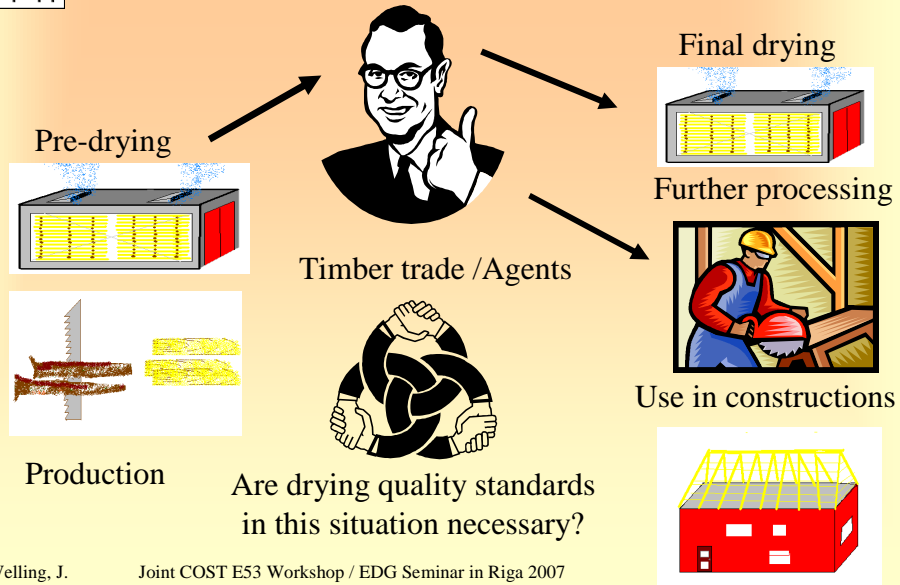 Final drying
Pre-drying
Further processing
Timber trade /Agents
Use in constructions
Production
Are drying quality standards
in this situation necessary?
Joint COST E53 Workshop / EDG Seminar in Riga 2007